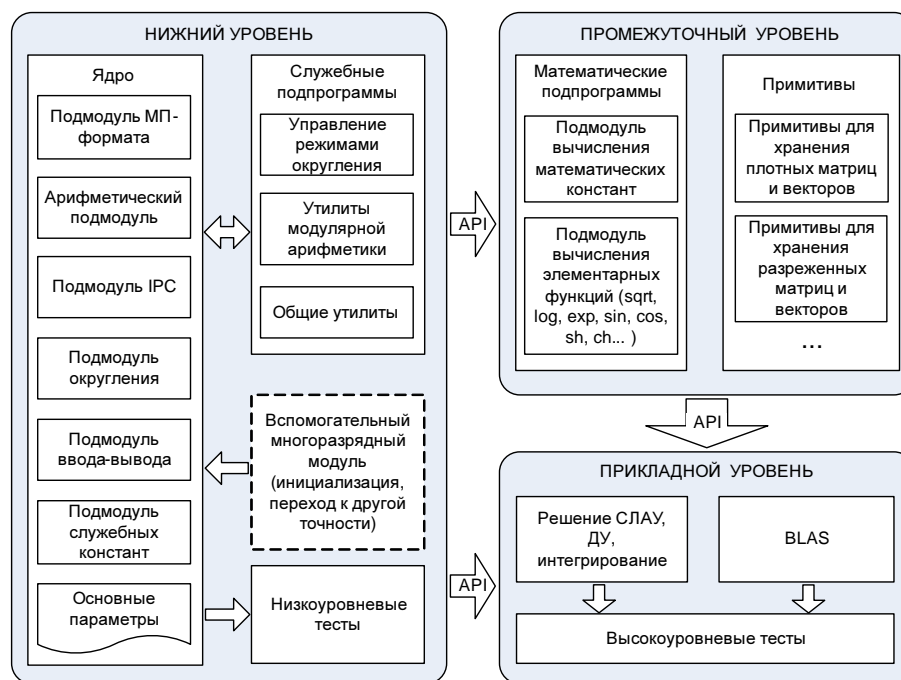 НИЖНИЙ УРОВЕНЬ
Ядро
Подмодуль МП-
формата
Арифметический
подмодуль
Подмодуль IPC
Подмодуль
округления
Подмодуль
ввода-вывода
Подмодуль
служебных
констант
Основные
параметры
Служебные
подпрограммы
Управление
режимами
округления
Утилиты
модулярной
арифметики
Общие утилиты
Вспомогательный
многоразрядный
модуль
(инициализация,
переход к другой
точности)
Низкоуровневые
тесты
API
API
ПРОМЕЖУТОЧНЫЙ УРОВЕНЬ
Математические
подпрограммы
Подмодуль
вычисления
математических
констант
Подмодуль
вычисления
элементарных
функций (sqrt,
log, exp, sin, cos,
sh, ch... )
Примитивы
Примитивы для
хранения
плотных матриц
и векторов
Примитивы для
хранения
разреженных
матриц и
векторов
...
API
ПРИКЛАДНОЙ УРОВЕНЬ
Решение СЛАУ,
ДУ,
интегрирование
BLAS
Высокоуровневые тесты